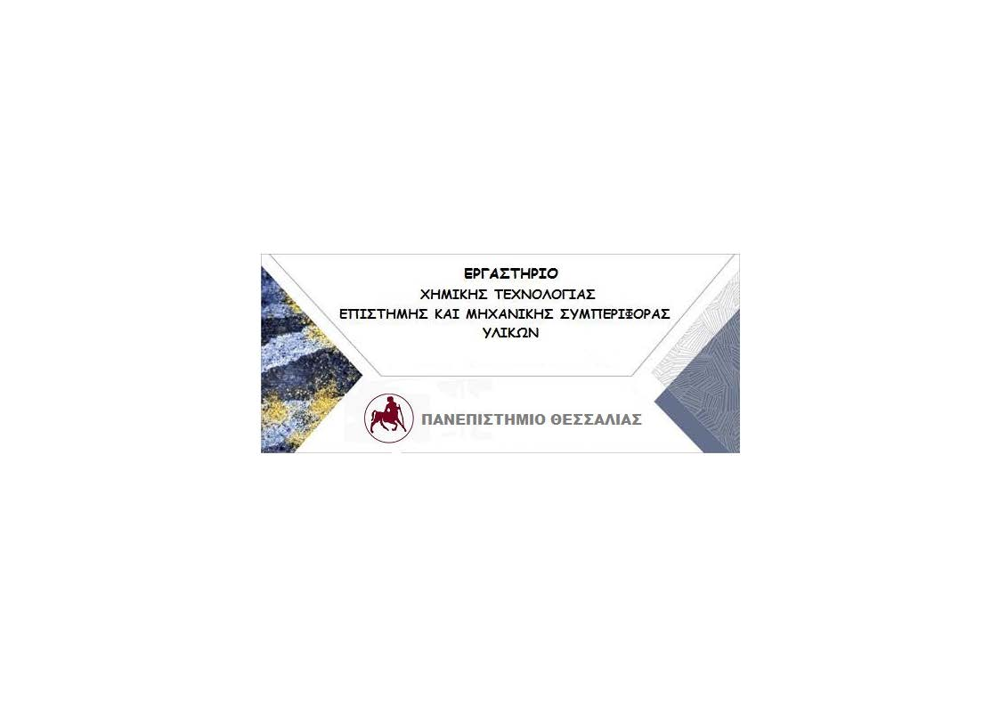 ΕΡΓΑΣΤΗΡΙΟ
ΧΗΜΙΚΗΣ ΤΕΧΝΟΛΟΓΙΑΣ
ΕΠΙΣΤΗΜΗΣ ΚΑΙ ΜΗΧΑΝΙΚΗΣ ΣΥΜΠΕΡΙΦΟΡΑΣ
ΥΛΙΚΩΝ
ΠΑΝΕΠΙΣΤΗΜΙΟ ΘΕΣΣΑΛΙΑΣ